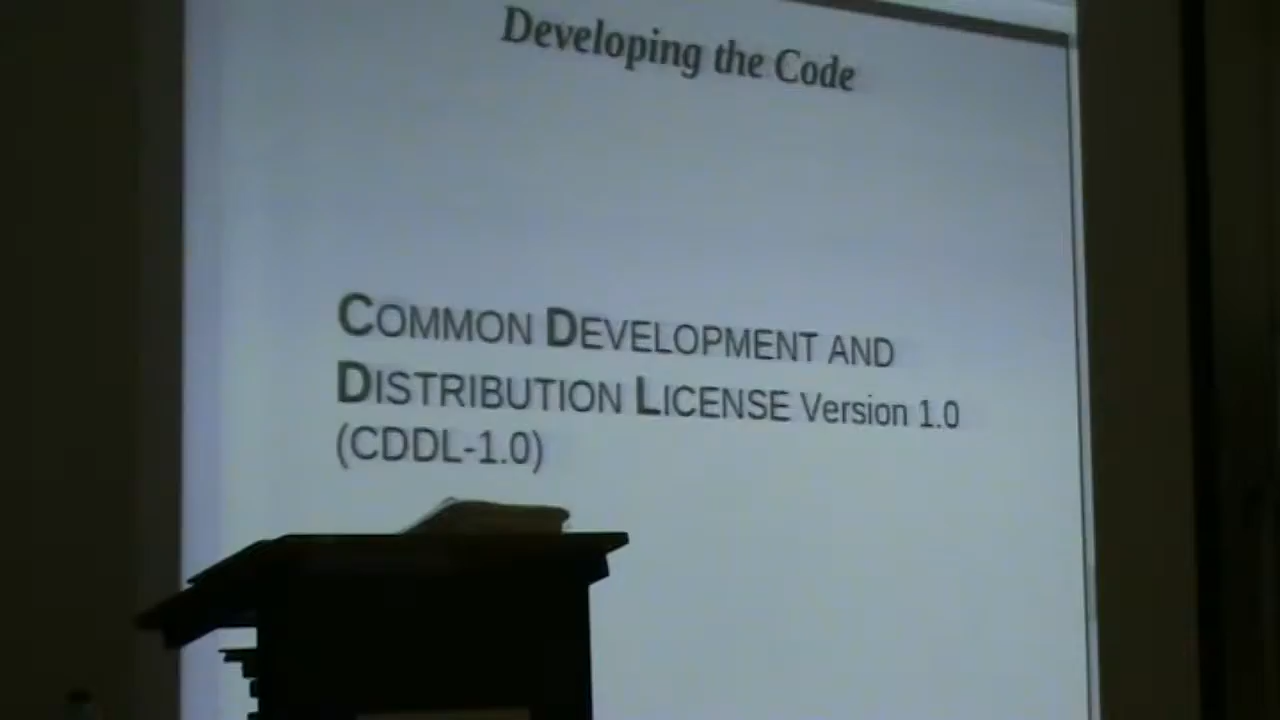 Developing the Code
COMMON DEVELOPMENT AND
DISTRIBUTION LICENSE Version 1.0
(CDDL-1.0)